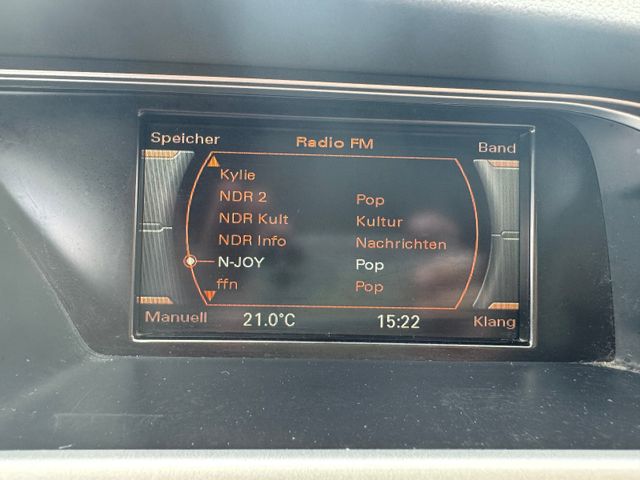 Speicher Radio FM Band
Kylie
NDR 2 Pop
NDR Kult Kultur
NDR Info Nachrichten
N-JOY Pop
ffn Pop
Manuell 21.0°C 15:22 Klang